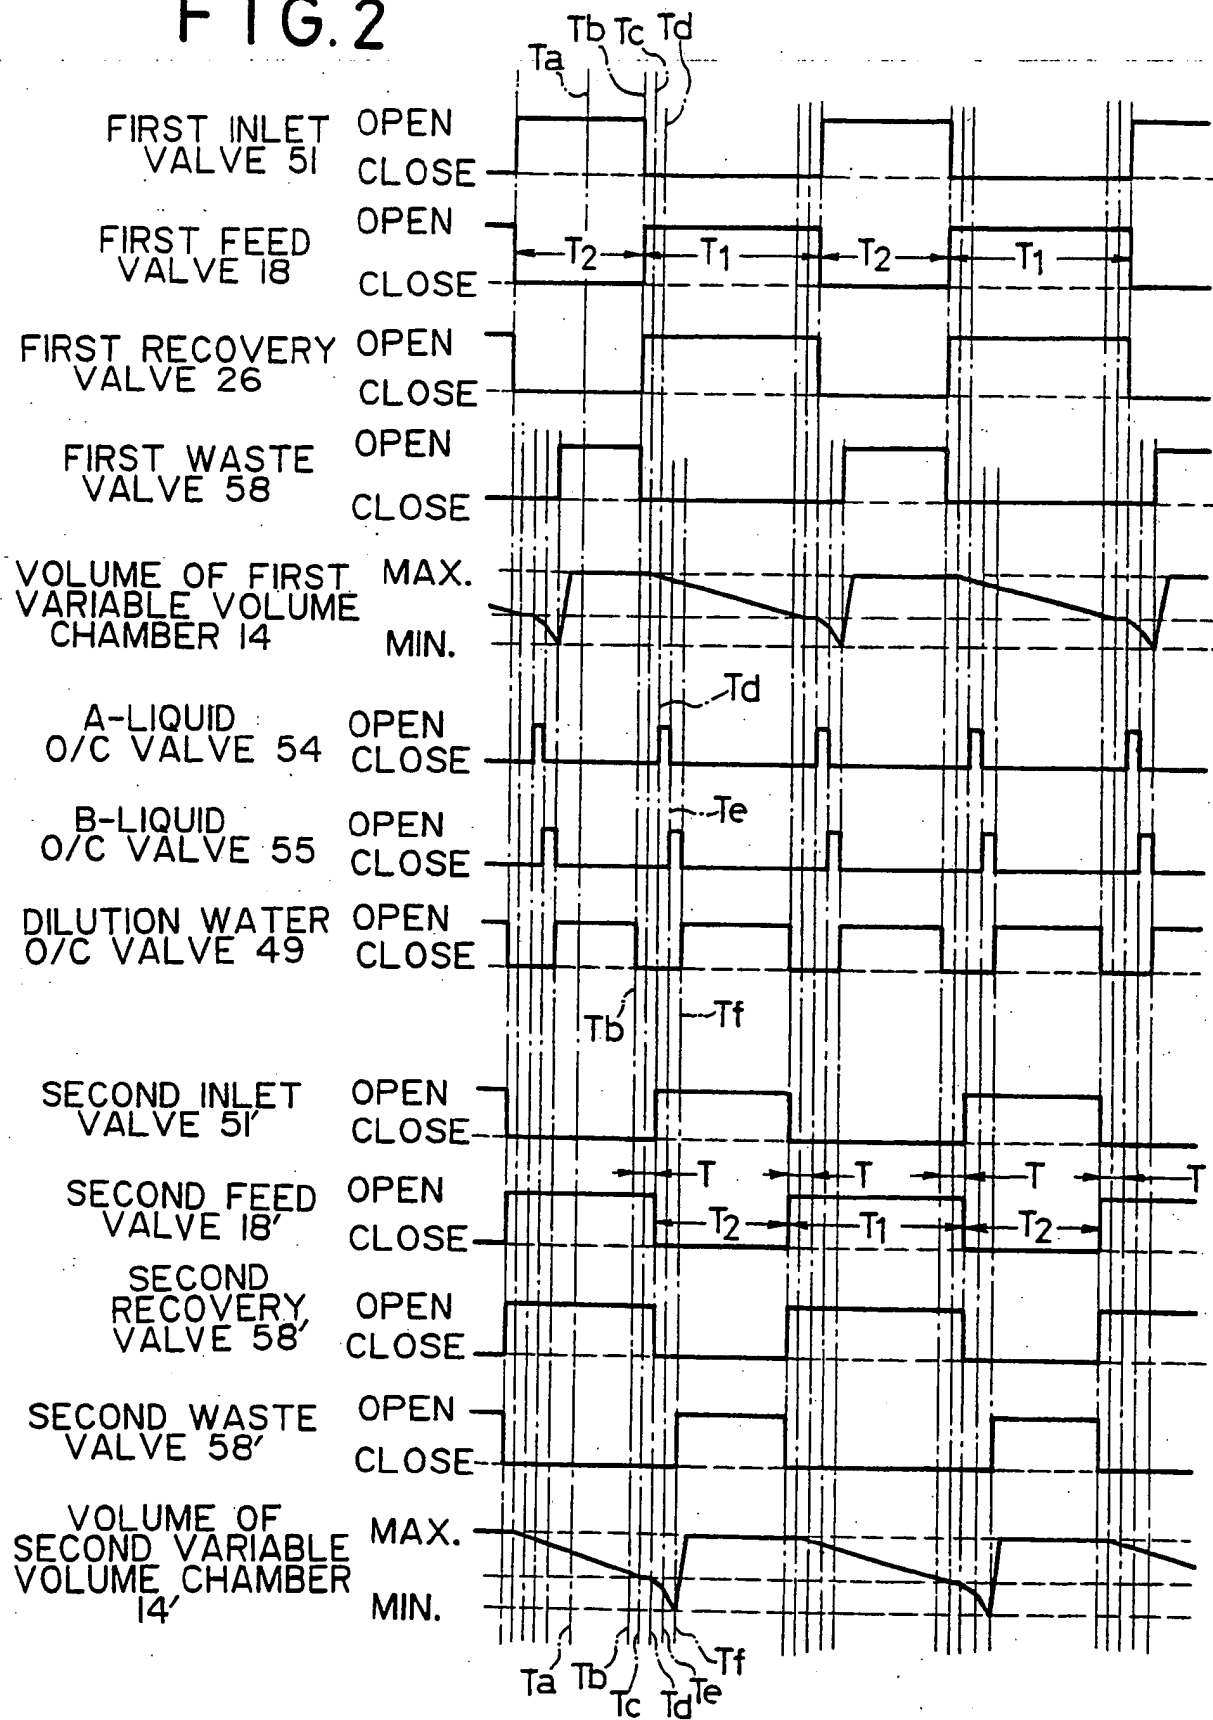 FIG.2
Ta Tb Tc Td
FIRST INLET
VALVE 51
OPEN
CLOSE
FIRST FEED
VALVE 18
OPEN
CLOSE
T2 T1 T2 T1
FIRST RECOVERY
VALVE 26
OPEN
CLOSE
FIRST WASTE
VALVE 58
OPEN
CLOSE
VOLUME OF FIRST
VARIABLE VOLUME
CHAMBER 14
MAX.
MIN.
Td
A-LIQUID
O/C VALVE 54
OPEN
CLOSE
Te
B-LIQUID
O/C VALVE 55
OPEN
CLOSE
DILUTION WATER
O/C VALVE 49
OPEN
CLOSE
Tb Tf
SECOND INLET
VALVE 51'
OPEN
CLOSE
T T T T
SECOND FEED
VALVE 18'
OPEN
CLOSE
T2 T1 T2
SECOND
RECOVERY
VALVE 58'
OPEN
CLOSE
SECOND WASTE
VALVE 58'
OPEN
CLOSE
VOLUME OF
SECOND VARIABLE
VOLUME CHAMBER
14'
MAX.
MIN.
Ta Tb Tc Td Te Tf